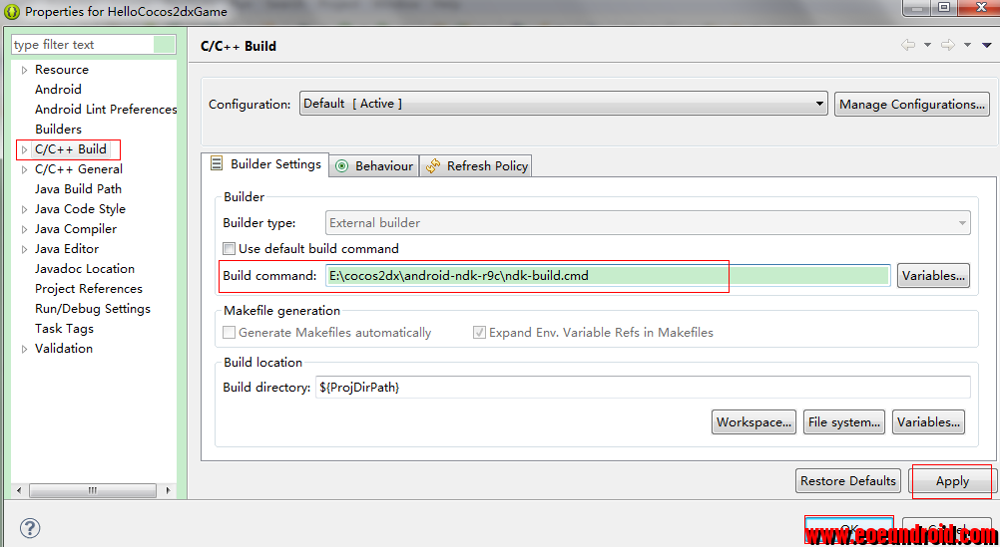 Properties for HelloCocos2dxGame
type filter text
Resource
Android
Android Lint Preferences
Builders
C/C++ Build
C/C++ General
Java Build Path
Java Code Style
Java Compiler
Java Editor
Javadoc Location
Project References
Run/Debug Settings
Task Tags
Validation
C/C++ Build
Configuration: Default [ Active ] Manage Configurations...
Builder Settings Behaviour Refresh Policy
Builder
Builder type: External builder
Use default build command
Build command: E:\cocos2dx\android-ndk-r9c\ndk-build.cmd Variables...
Makefile generation
Generate Makefiles automatically Expand Env. Variable Refs in Makefiles
Build location
Build directory: ${ProjDirPath}
Workspace... File system... Variables...
Restore Defaults Apply
OK
www.eoeundroid.com